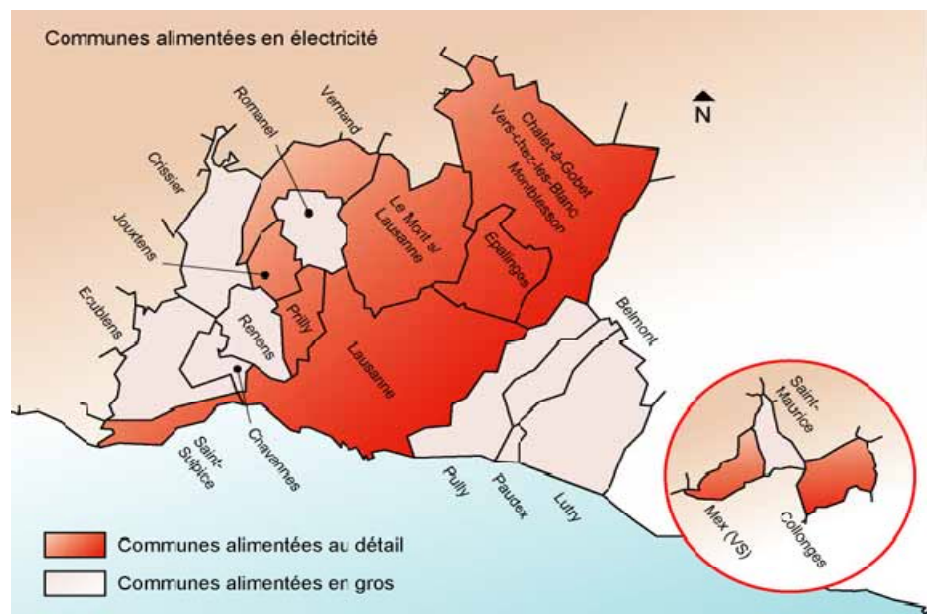 Communes alimentées en électricité
N
Romanel
Vernand
Crissier
Jouxtens
Ecublens
Chalet-à-Gobet
Vers-chez-les-Blanc
Montblesson
Le Mont s/
Lausanne
Epalinges
Renens
Prilly
Lausanne
Belmont
Saint-
Sulpice
Chavannes
Pully
Paudex
Lutry
Saint-
Maurice
Mex (VS)
Collonges
Communes alimentées au détail
Communes alimentées en gros